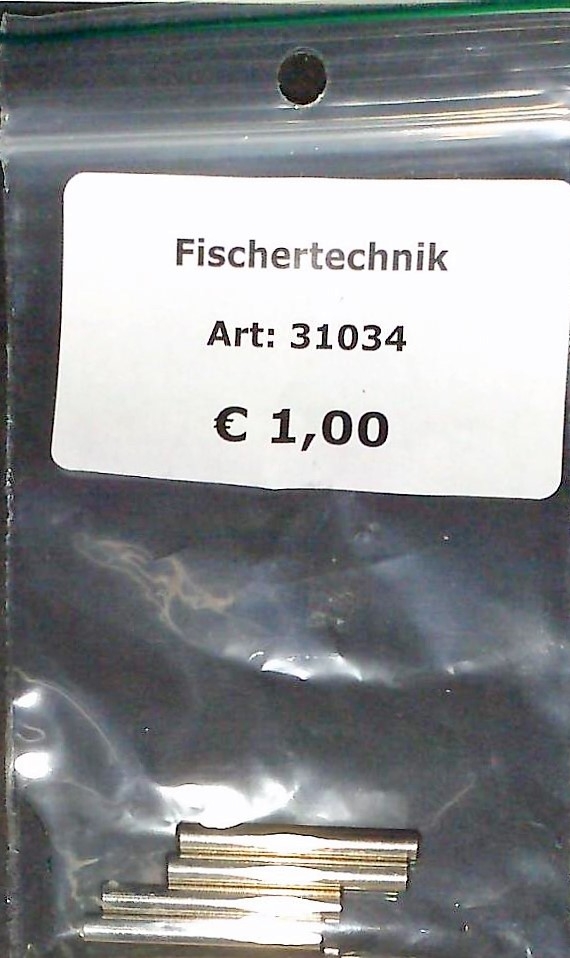 Fischertechnik
Art: 31034
€ 1,00